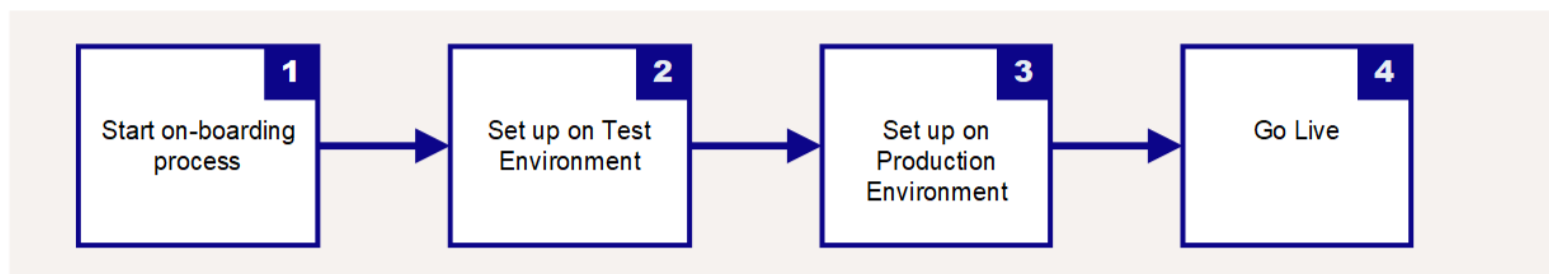 1
Start on-boarding
process
2
Set up on Test
Environment
3
Set up on
Production
Environment
4
Go Live